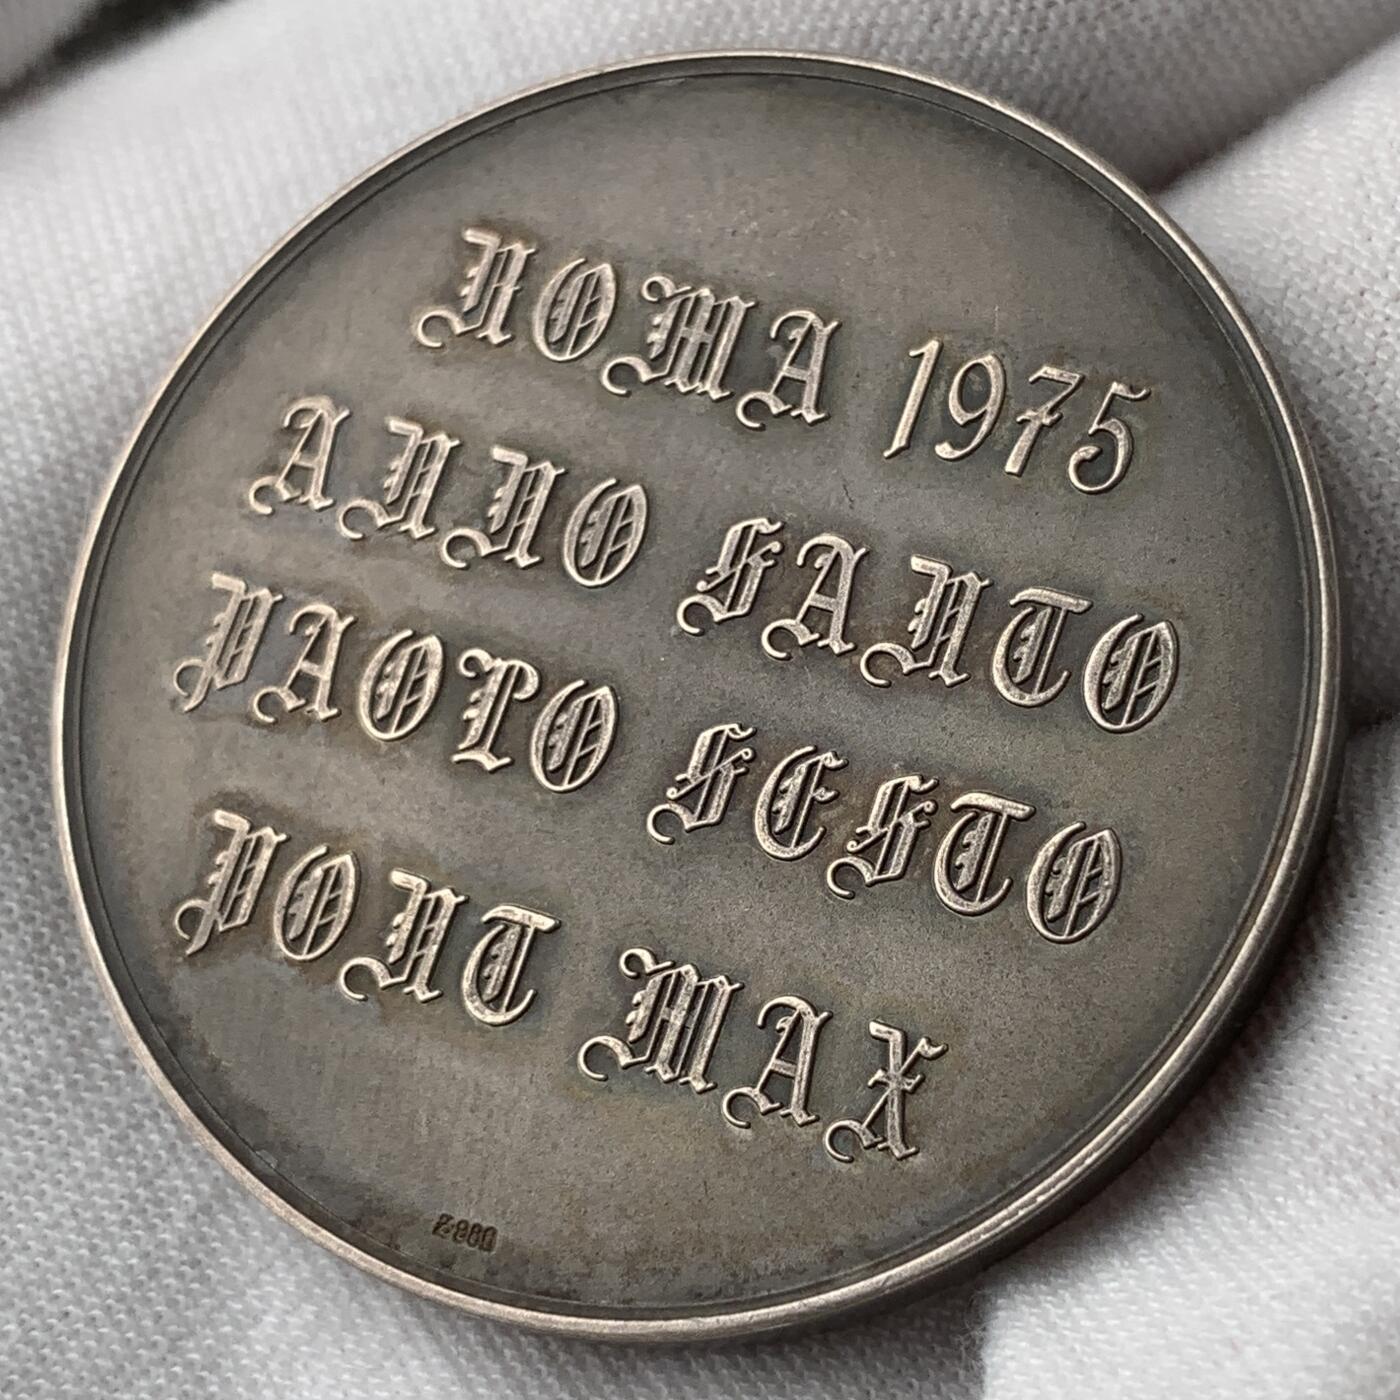 ROMA 1975
ANNO SANTO
PAOLO SESTO
PONT MAX